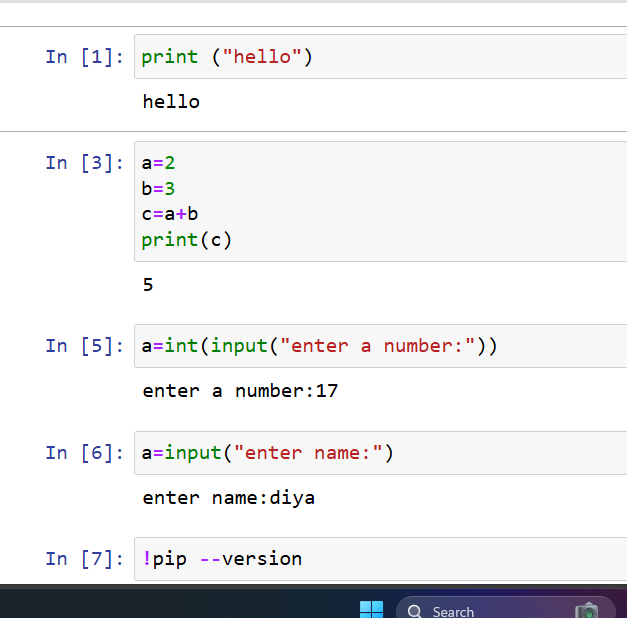 In [1]: print ("hello")
hello
In [3]: a=2
b=3
c=a+b
print(c)
5
In [5]: a=int(input("enter a number:"))
enter a number:17
In [6]: a=input("enter name:")
enter name:diya
In [7]: !pip --version
Search